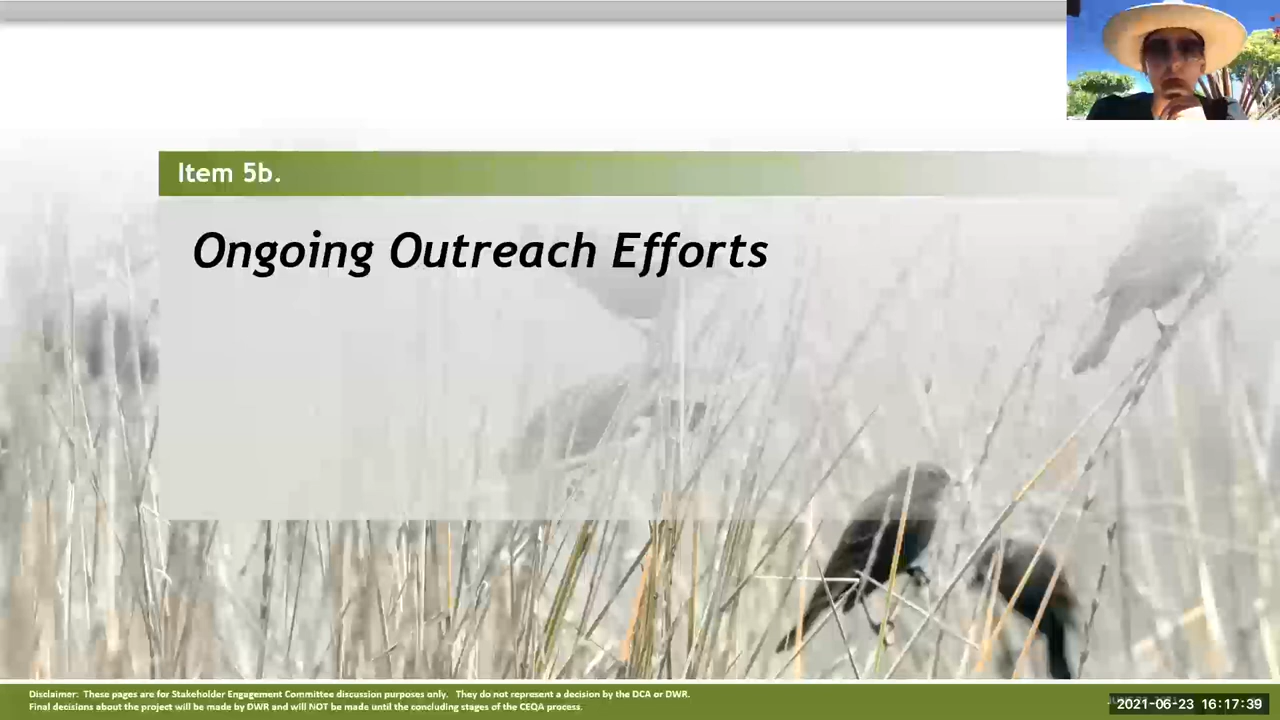 Item 5b.
Ongoing Outreach Efforts
Disclaimer: These pages are for Stakeholder Engagement Committee discussion purposes only. They do not represent a decision by the DCA or DWR.
Final decisions about the project will be made by DWR and will NOT be made until the concluding stages of the CEQA process.
2021-06-23 16:17:39